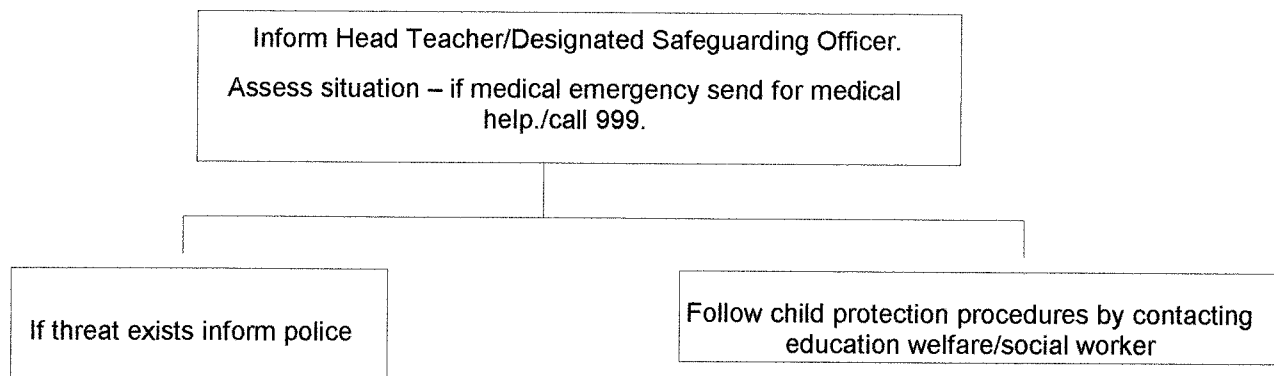 Inform Head Teacher/Designated Safeguarding Officer.
Assess situation – if medical emergency send for medical
help./call 999.
If threat exists inform police
Follow child protection procedures by contacting
education welfare/social worker